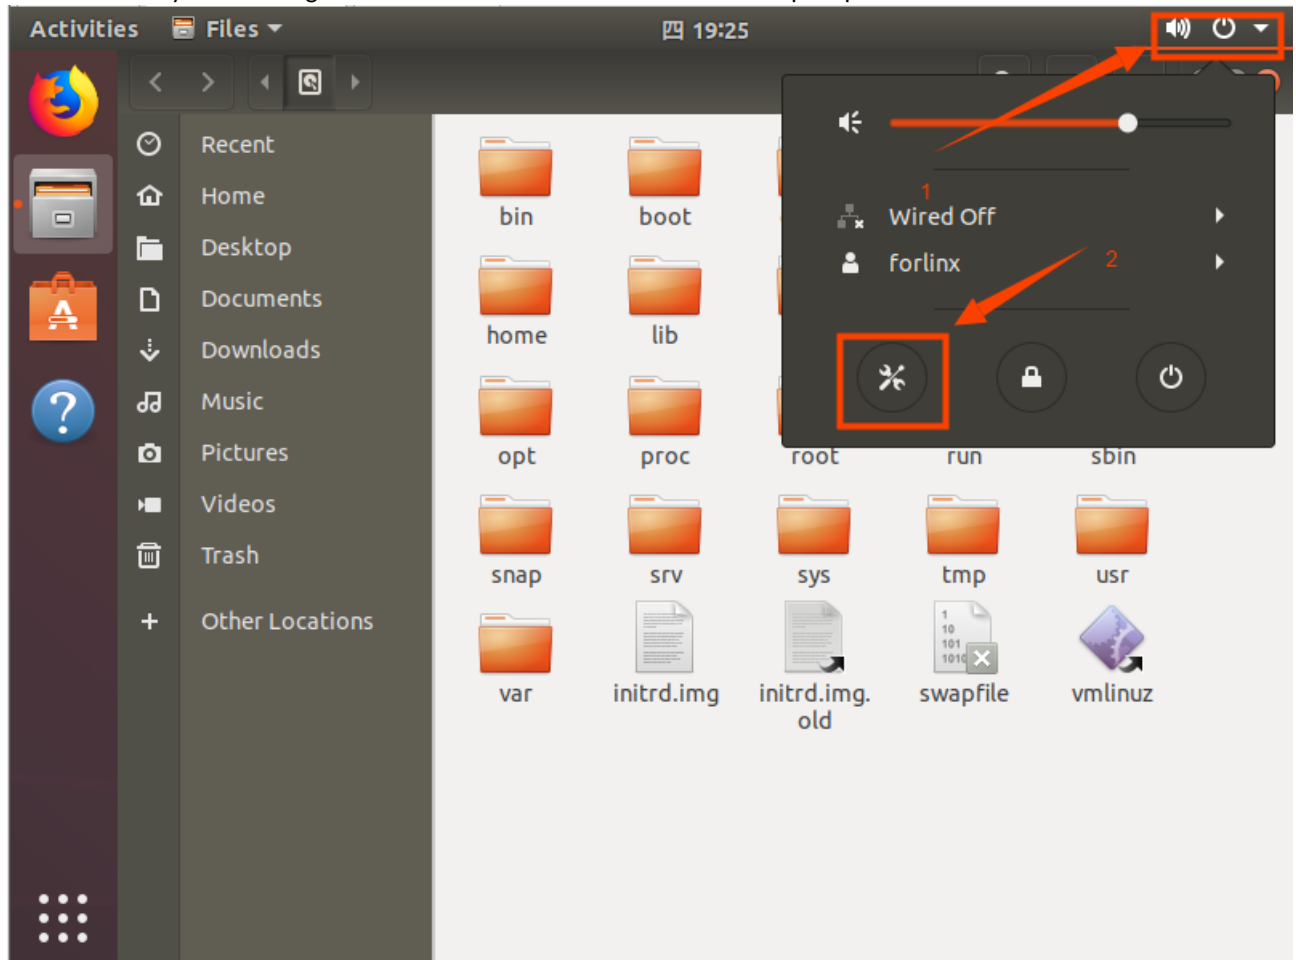 Activities Files 四 19:25
Recent
Home
Desktop
Documents
Downloads
Music
Pictures
Videos
Trash
Other Locations
bin boot
home lib
opt proc root run sbin
snap srv sys tmp usr
var initrd.img initrd.img. swapfile vmlinuz
old
1
Wired Off
forlinx 2